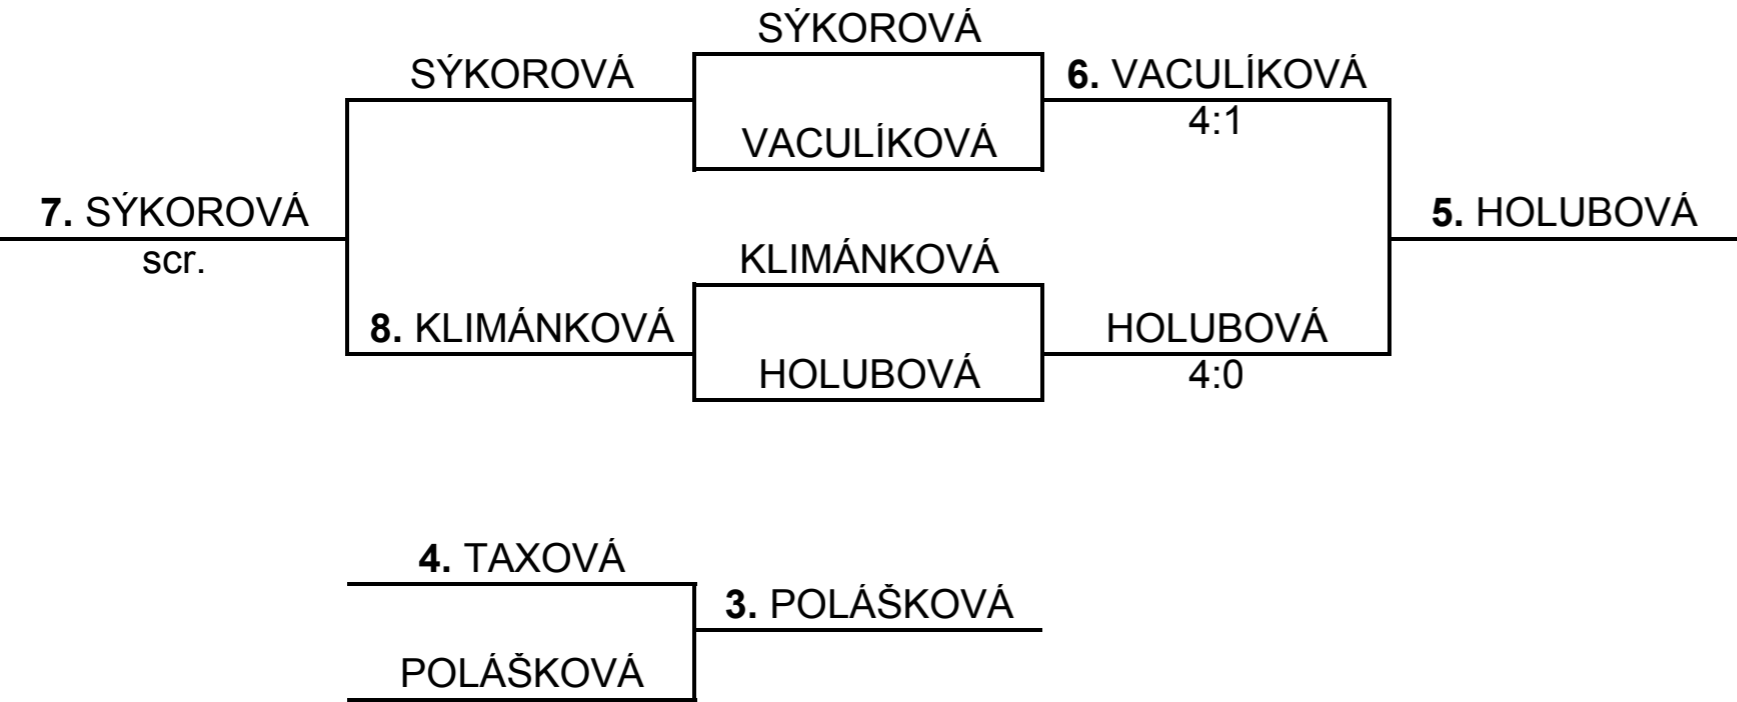 SÝKOROVÁ
SÝKOROVÁ
6. VACULÍKOVÁ
4:1
VACULÍKOVÁ
7. SÝKOROVÁ
scr.
5. HOLUBOVÁ
KLIMÁNKOVÁ
8. KLIMÁNKOVÁ
HOLUBOVÁ
4:0
HOLUBOVÁ
4. TAXOVÁ
3. POLÁŠKOVÁ
POLÁŠKOVÁ